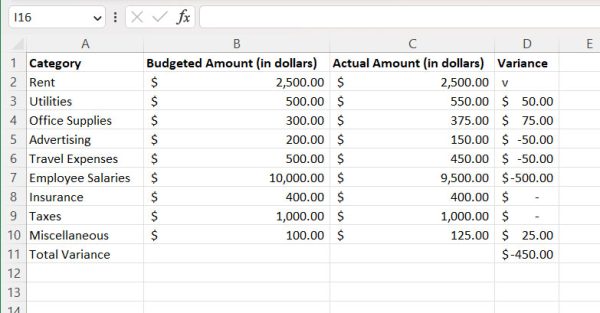 I16 fx
A B C D E
1 Category Budgeted Amount (in dollars) Actual Amount (in dollars) Variance
2 Rent $ 2,500.00 $ 2,500.00 v
3 Utilities $ 500.00 $ 550.00 $ 50.00
4 Office Supplies $ 300.00 $ 375.00 $ 75.00
5 Advertising $ 200.00 $ 150.00 $ -50.00
6 Travel Expenses $ 500.00 $ 450.00 $ -50.00
7 Employee Salaries $ 10,000.00 $ 9,500.00 $ -500.00
8 Insurance $ 400.00 $ 400.00 $ -
9 Taxes $ 1,000.00 $ 1,000.00 $ -
10 Miscellaneous $ 100.00 $ 125.00 $ 25.00
11 Total Variance $ -450.00
12
13
14